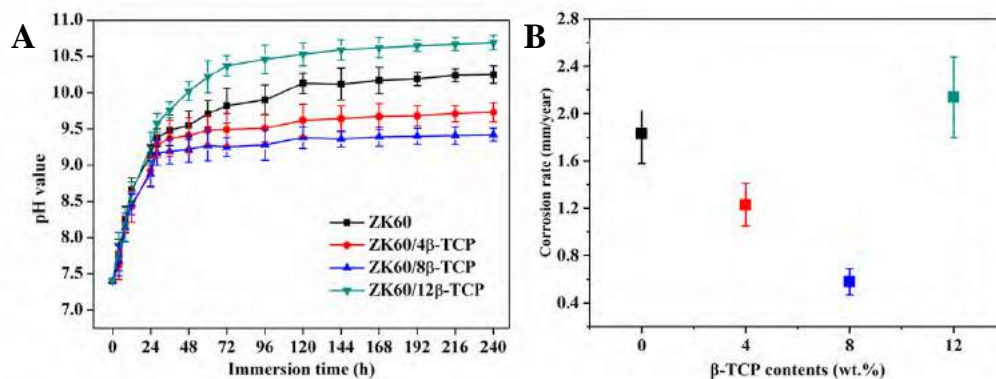 A
11.0
10.5
10.0
9.5
9.0
8.5
8.0
7.5
7.0
pH value
ZK60
ZK60/4β-TCP
ZK60/8β-TCP
ZK60/12β-TCP
0 24 48 72 96 120 144 168 192 216 240
Immersion time (h)
B
2.8
2.4
2.0
1.6
1.2
0.8
0.4
Corrosion rate (mm/year)
0 4 8 12
β-TCP contents (wt.%)